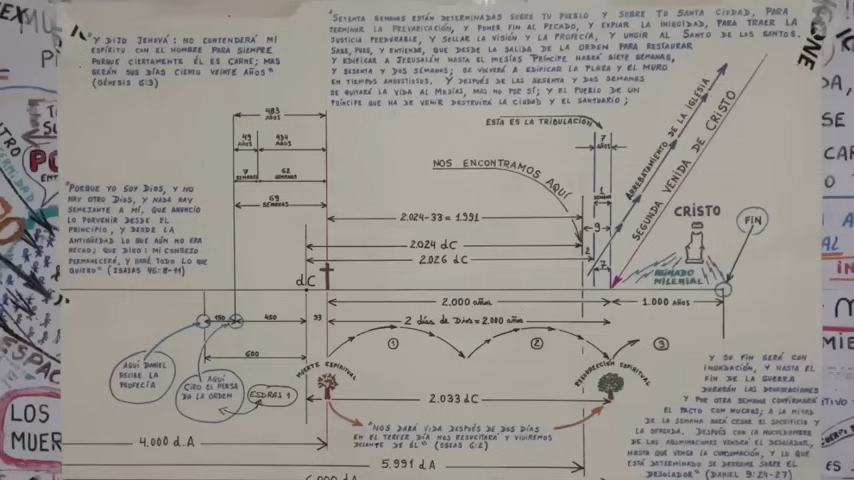 "Y DIJO JEHOVÁ: NO CONTENDERÁ MI
ESPÍRITU CON EL HOMBRE PARA SIEMPRE
PORQUE CIERTAMENTE ÉL ES CARNE; MAS
SERÁN SUS DÍAS CIENTO VEINTE AÑOS"
(GÉNESIS 6:3)
"SETENTA SEMANAS ESTÁN DETERMINADAS SOBRE TU PUEBLO Y SOBRE TU SANTA CIUDAD, PARA
TERMINAR LA PREVARICACIÓN, Y PONER FIN AL PECADO, Y EXPIAR LA INIQUIDAD, PARA TRAER LA
JUSTICIA PERDURABLE, Y SELLAR LA VISIÓN Y LA PROFECÍA, Y UNGIR AL SANTO DE LOS SANTOS.
SABE, PUES, Y ENTIENDE, QUE DESDE LA SALIDA DE LA ORDEN PARA RESTAURAR
Y EDIFICAR A JERUSALÉN HASTA EL MESÍAS PRÍNCIPE HABRÁ SIETE SEMANAS,
Y SESENTA Y DOS SEMANAS; SE VOLVERÁ A EDIFICAR LA PLAZA Y EL MURO
EN TIEMPOS ANGUSTIOSOS. Y DESPUÉS DE LAS SESENTA Y DOS SEMANAS
SE QUITARÁ LA VIDA AL MESÍAS, MAS NO POR SÍ; Y EL PUEBLO DE UN
PRÍNCIPE QUE HA DE VENIR DESTRUIRÁ LA CIUDAD Y EL SANTUARIO;
483
AÑOS
49
AÑOS
434
AÑOS
7
SEMANAS
62
SEMANAS
69
SEMANAS
ESTA ES LA TRIBULACIÓN
7
AÑOS
1
SEMANA
NOS ENCONTRAMOS AQUÍ
ARREBATAMIENTO DE LA IGLESIA
SEGUNDA VENIDA DE CRISTO
"PORQUE YO SOY DIOS, Y NO
HAY OTRO DIOS, Y NADA HAY
SEMEJANTE A MÍ, QUE ANUNCIO
LO PORVENIR DESDE EL
PRINCIPIO, Y DESDE LA
ANTIGÜEDAD LO QUE AÚN NO ERA
HECHO; QUE DIGO: MI CONSEJO
PERMANECERÁ, Y HARÉ TODO LO QUE
QUIERO" (ISAÍAS 46:8-11)
2.024-33 = 1.991
9
2.024 dC
2
2.026 dC
7
CRISTO
FIN
REINADO
MILENIAL
dC
2.000 AÑOS
1.000 AÑOS
150
450
33
2 DÍAS DE DIOS = 2.000 AÑOS
600
1
2
3
AQUÍ DANIEL
RECIBE LA
PROFECÍA
AQUÍ
CIRO EL PERSA
DA LA ORDEN
ESDRAS 1
MUERTE ESPIRITUAL
RESURRECCIÓN ESPIRITUAL
2.033 dC
"NOS DARÁ VIDA DESPUÉS DE DOS DÍAS
EN EL TERCER DÍA NOS RESUCITARÁ Y VIVIREMOS
DELANTE DE ÉL" (OSEAS 6:2)
Y SU FIN SERÁ CON
INUNDACIÓN, Y HASTA EL
FIN DE LA GUERRA
DURARÁN LAS DEVASTACIONES
Y POR OTRA SEMANA CONFIRMARÁ
EL PACTO CON MUCHOS; A LA MITAD
DE LA SEMANA HARÁ CESAR EL SACRIFICIO Y
LA OFRENDA. DESPUÉS CON LA MUCHEDUMBRE
DE LAS ABOMINACIONES VENDRÁ EL DESOLADOR,
HASTA QUE VENGA LA CONSUMACIÓN, Y LO QUE
ESTÁ DETERMINADO SE DERRAME SOBRE EL
DESOLADOR" (DANIEL 9:24-27)
4.000 d.A
5.991 d.A
LOS
MUER